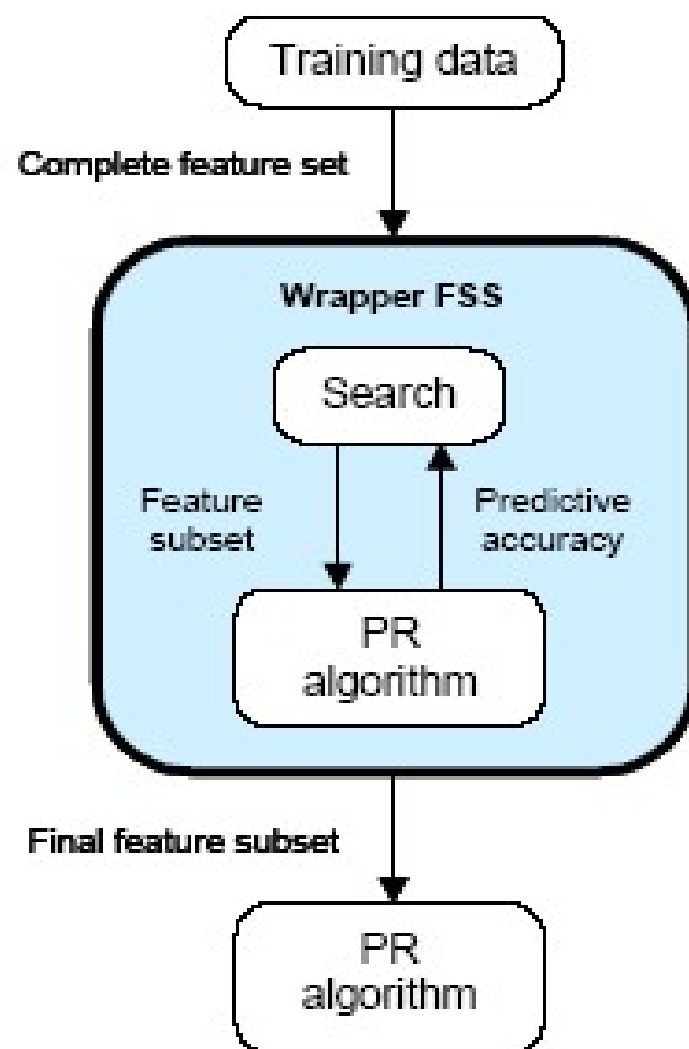 Training data
Complete feature set
Wrapper FSS
Search
Feature
subset
Predictive
accuracy
PR
algorithm
Final feature subset
PR
algorithm